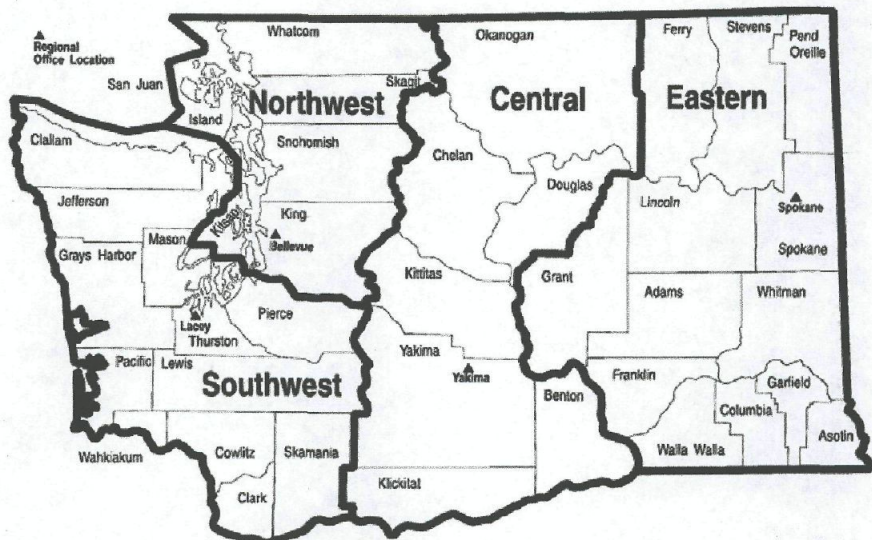 ▲
Regional
Office Location
San Juan
Whatcom
Skagit
Northwest
Island
Snohomish
King
▲
Bellevue
Kitsap
Okanogan
Central
Chelan
Douglas
Kittitas
Yakima
▲
Yakima
Benton
Klickitat
Ferry
Stevens
Pend
Oreille
Eastern
Lincoln
▲
Spokane
Spokane
Grant
Adams
Whitman
Franklin
Garfield
Columbia
Walla Walla
Asotin
Clallam
Jefferson
Grays Harbor
Mason
▲
Lacey
Thurston
Pierce
Pacific
Lewis
Southwest
Wahkiakum
Cowlitz
Skamania
Clark